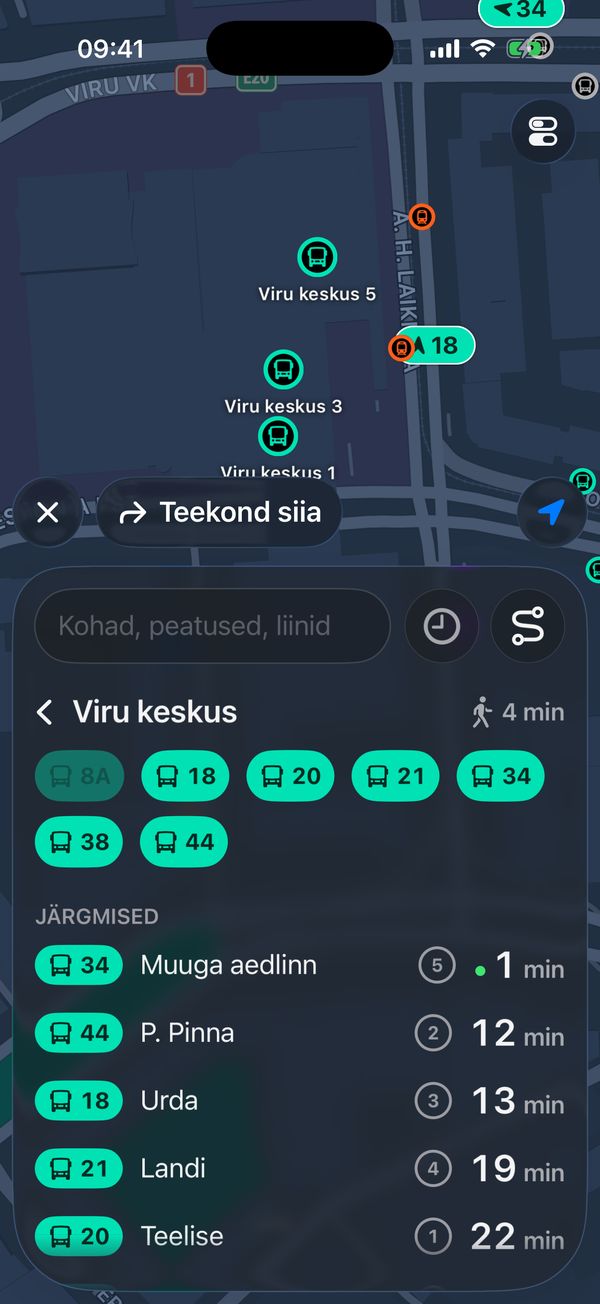 34
09:41
VIRU VK
1
E20
Viru keskus 5
18
Viru keskus 3
Viru keskus 1
Teekond siia
Kohad, peatused, liinid
Viru keskus
4 min
8A
18
20
21
34
38
44
JÄRGMISED
34 Muuga aedlinn 5 1 min
44 P. Pinna 2 12 min
18 Urda 3 13 min
21 Landi 4 19 min
20 Teelise 1 22 min